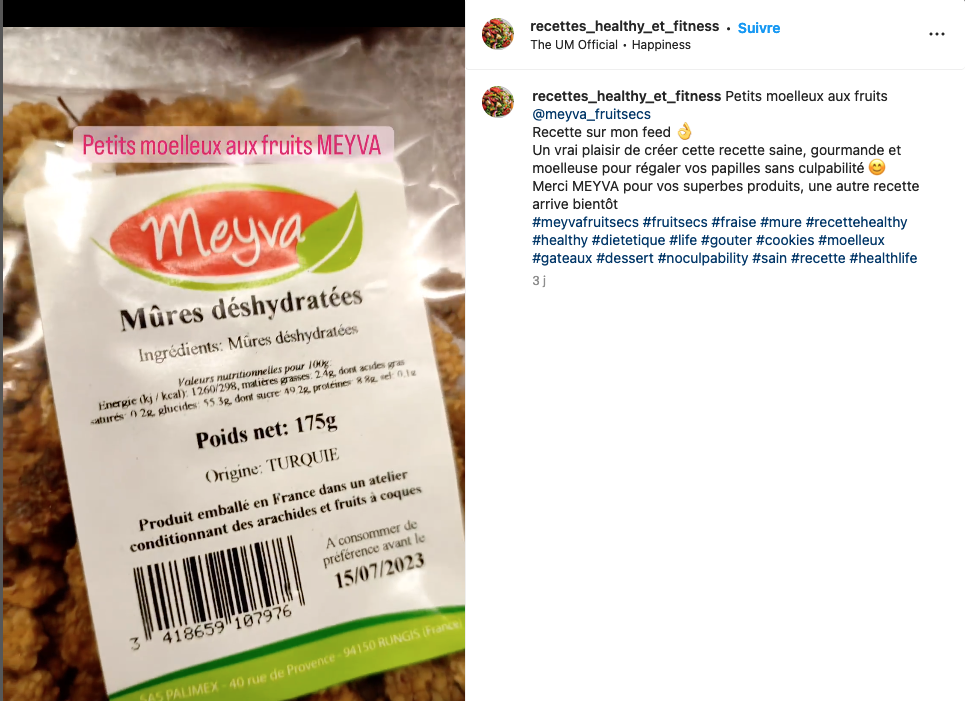 Petits moelleux aux fruits MEYVA
Meyva
Mûres déshydratées
Ingrédients: Mûres déshydratées
Valeurs nutritionnelles pour 100g:
Energie (kj / kcal): 1260/298, matières grasses: 2.4g, dont acides gras
saturés: 0.2g, glucides: 55.3g, dont sucre 49.2g, protéines: 8.8g, sel: 0.1g
Poids net: 175g
Origine: TURQUIE
Produit emballé en France dans un atelier
conditionnant des arachides et fruits à coques
A consommer de
préférence avant le
15/07/2023
3 418659 107976
SAS PALIMEX - 40 rue de Provence - 94150 RUNGIS (France)
recettes_healthy_et_fitness • Suivre
The UM Official • Happiness
recettes_healthy_et_fitness Petits moelleux aux fruits
@meyva_fruitsecs
Recette sur mon feed 👌
Un vrai plaisir de créer cette recette saine, gourmande et
moelleuse pour régaler vos papilles sans culpabilité 😊
Merci MEYVA pour vos superbes produits, une autre recette
arrive bientôt
#meyvafruitsecs #fruitsecs #fraise #mure #recettehealthy
#healthy #dietetique #life #gouter #cookies #moelleux
#gateaux #dessert #noculpability #sain #recette #healthlife
3 j